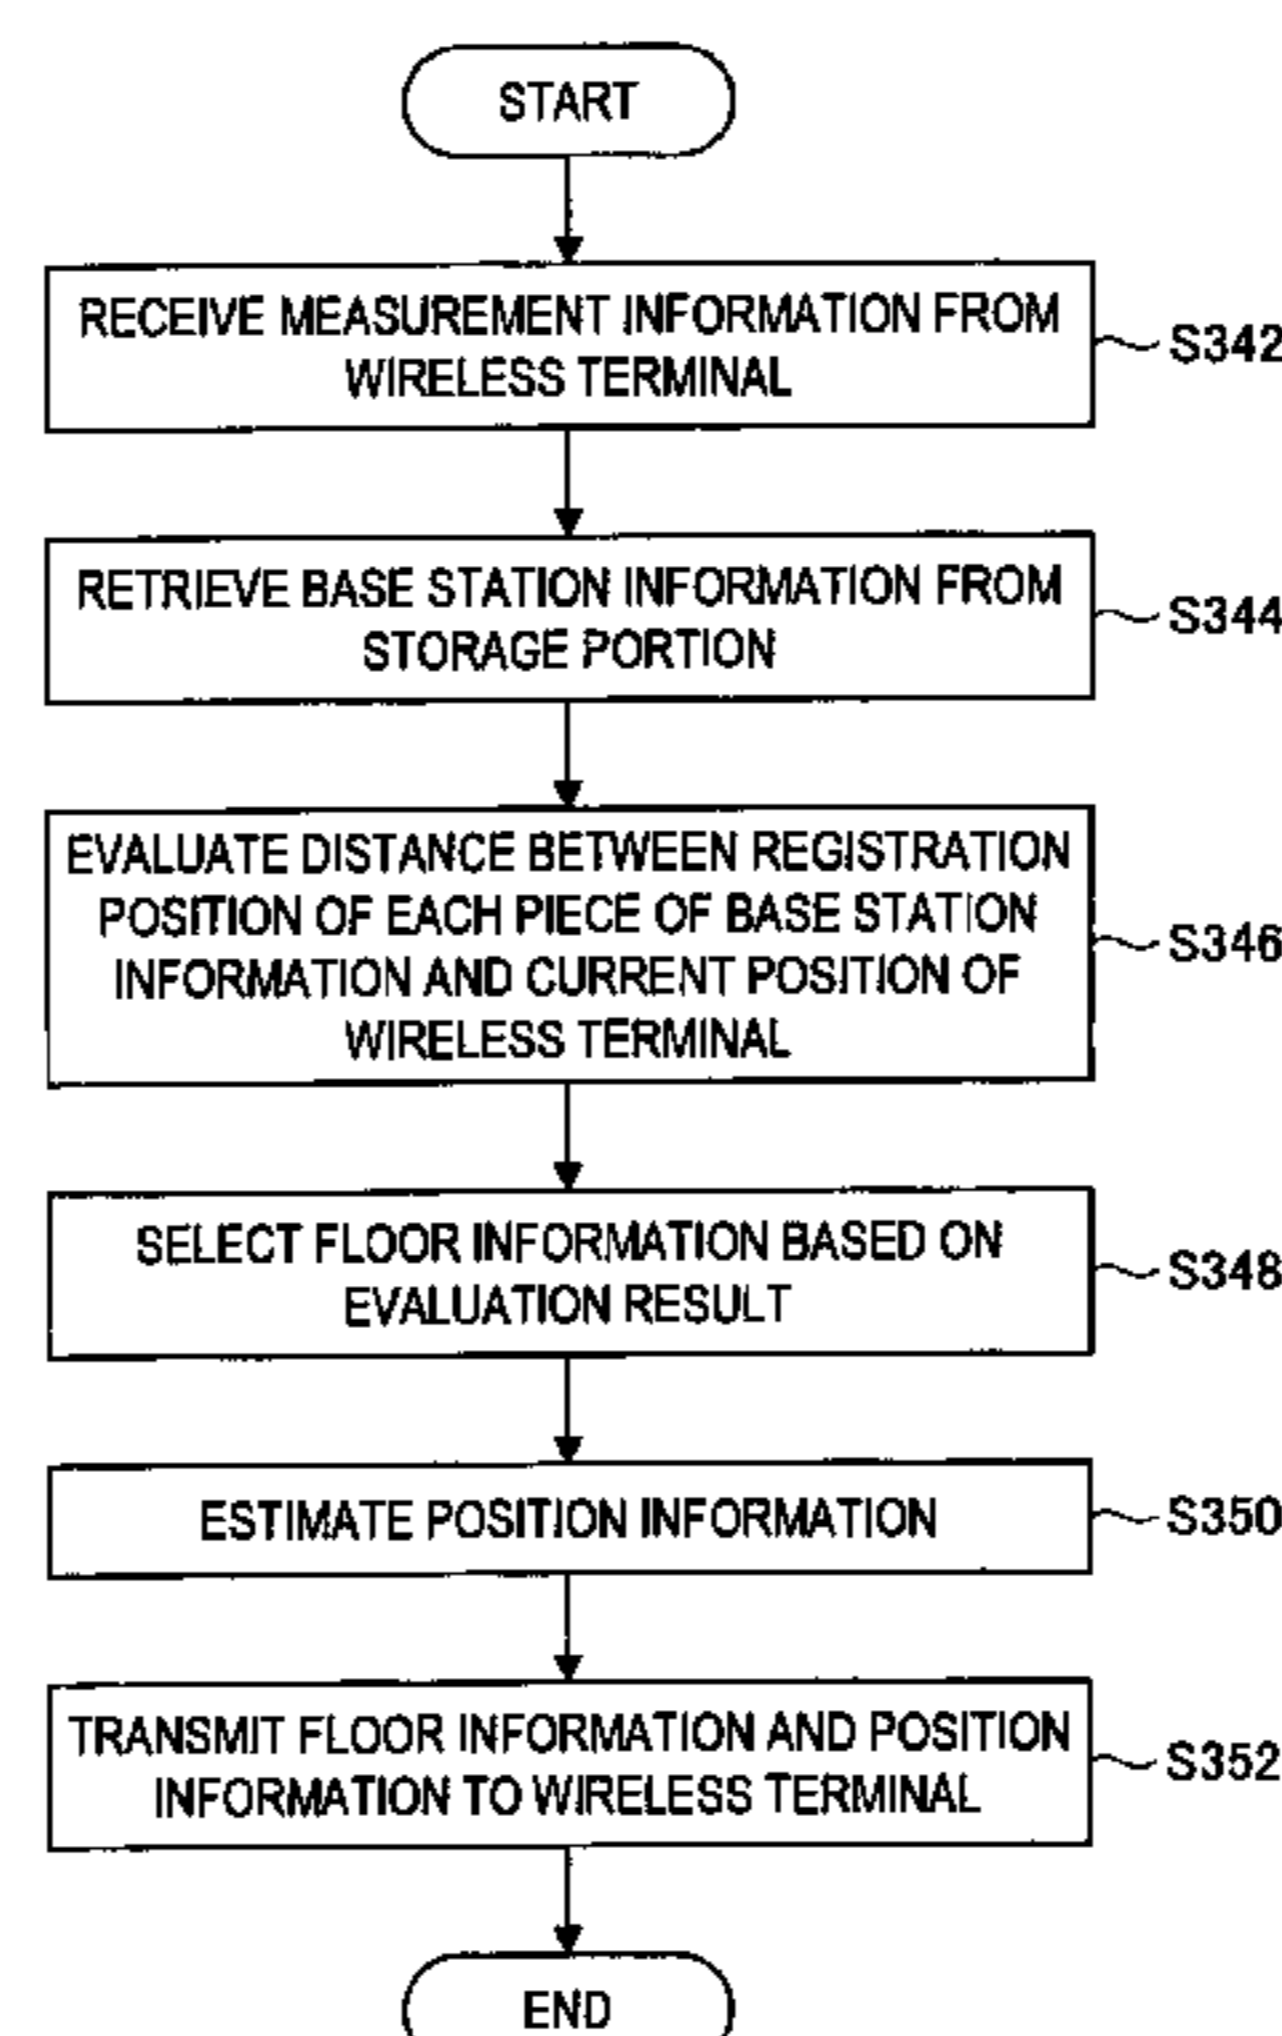 START
RECEIVE MEASUREMENT INFORMATION FROM
WIRELESS TERMINAL
S342
RETRIEVE BASE STATION INFORMATION FROM
STORAGE PORTION
S344
EVALUATE DISTANCE BETWEEN REGISTRATION
POSITION OF EACH PIECE OF BASE STATION
INFORMATION AND CURRENT POSITION OF
WIRELESS TERMINAL
S346
SELECT FLOOR INFORMATION BASED ON
EVALUATION RESULT
S348
ESTIMATE POSITION INFORMATION
S350
TRANSMIT FLOOR INFORMATION AND POSITION
INFORMATION TO WIRELESS TERMINAL
S352
END